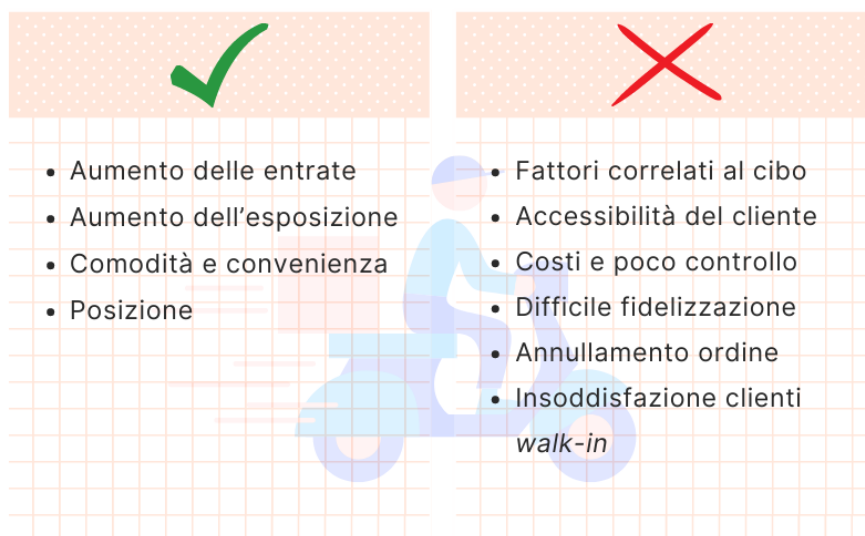 • Aumento delle entrate
• Aumento dell’esposizione
• Comodità e convenienza
• Posizione
• Fattori correlati al cibo
• Accessibilità del cliente
• Costi e poco controllo
• Difficile fidelizzazione
• Annullamento ordine
• Insoddisfazione clienti
walk-in